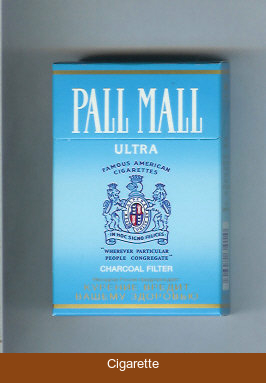 PALL MALL
ULTRA
FAMOUS AMERICAN
CIGARETTES
IN HOC SIGNO VINCES
"WHEREVER PARTICULAR
PEOPLE CONGREGATE"
CHARCOAL FILTER
КУРЕНИЕ ВРЕДИТ
ВАШЕМУ ЗДОРОВЬЮ
Cigarette